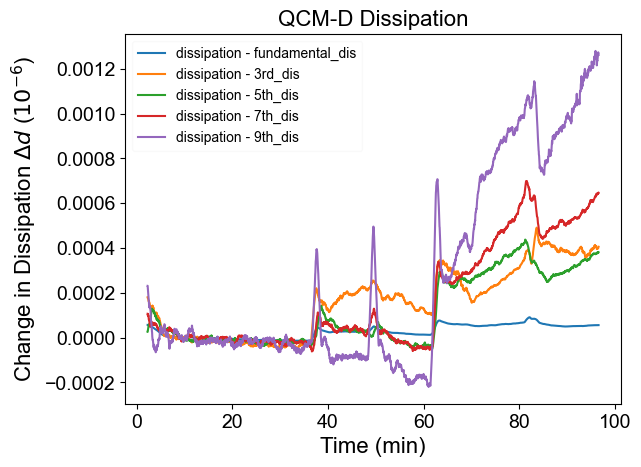 QCM-D Dissipation
Change in Dissipation Δd (10⁻⁶)
0.0012
0.0010
0.0008
0.0006
0.0004
0.0002
0.0000
−0.0002
dissipation - fundamental_dis
dissipation - 3rd_dis
dissipation - 5th_dis
dissipation - 7th_dis
dissipation - 9th_dis
0 20 40 60 80 100
Time (min)